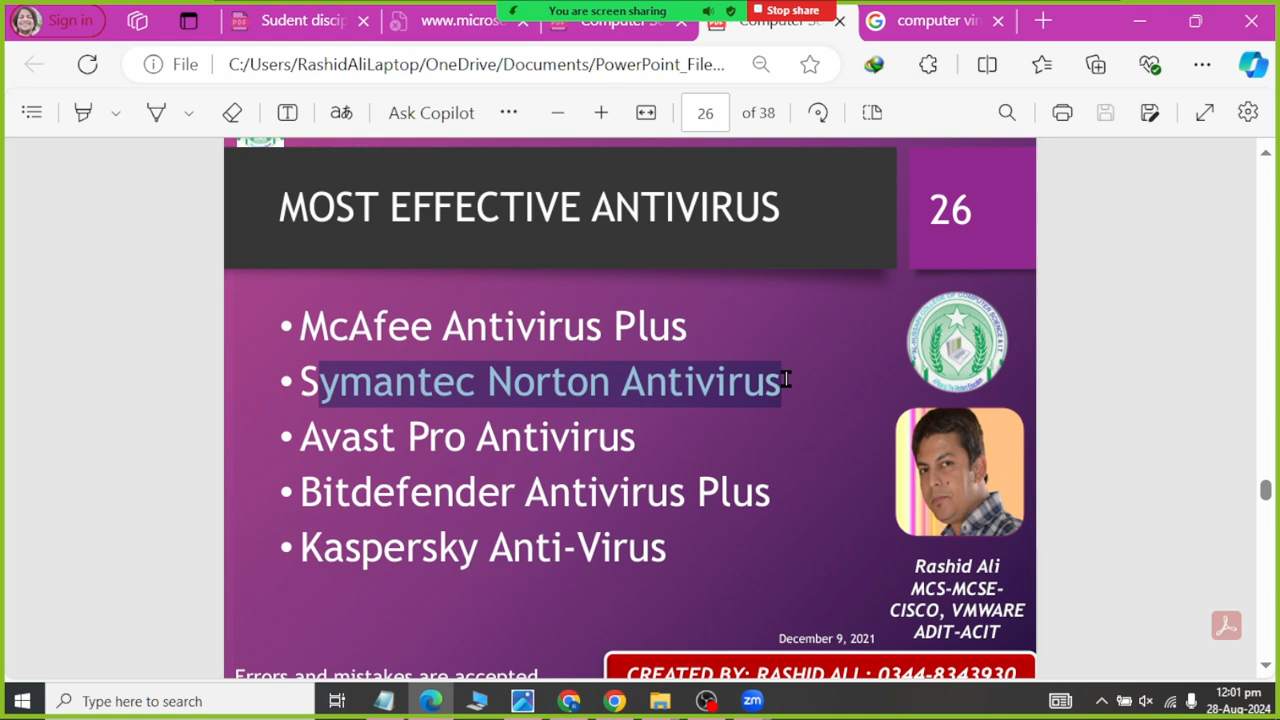 You are screen sharing
Stop share
Sign in
Sudent discip
www.micros
computer vir
File
C:/Users/RashidAliLaptop/OneDrive/Documents/PowerPoint_File...
Ask Copilot
26 of 38
MOST EFFECTIVE ANTIVIRUS
26
• McAfee Antivirus Plus
• Symantec Norton Antivirus
• Avast Pro Antivirus
• Bitdefender Antivirus Plus
• Kaspersky Anti-Virus
Rashid Ali
MCS-MCSE-
CISCO, VMWARE
ADIT-ACIT
December 9, 2021
Errors and mistakes are accepted
CREATED BY: RASHID ALI : 0344-8343930
Type here to search
12:01 pm
28-Aug-2024